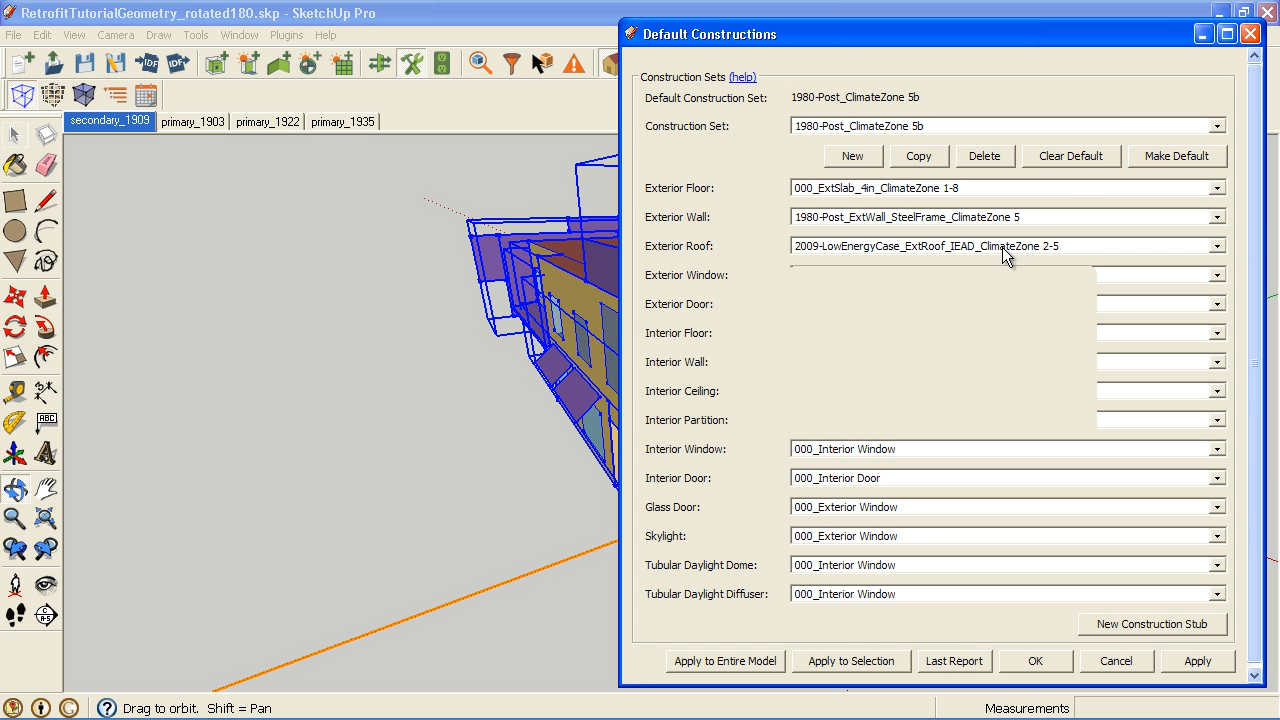 RetrofitTutorialGeometry_rotated180.skp - SketchUp Pro
File Edit View Camera Draw Tools Window Plugins Help
secondary_1909 primary_1903 primary_1922 primary_1935
Default Constructions
Construction Sets (help)
Default Construction Set: 1980-Post_ClimateZone 5b
Construction Set: 1980-Post_ClimateZone 5b
New Copy Delete Clear Default Make Default
Exterior Floor: 000_ExtSlab_4in_ClimateZone 1-8
Exterior Wall: 1980-Post_ExtWall_SteelFrame_ClimateZone 5
Exterior Roof: 2009-LowEnergyCase_ExtRoof_IEAD_ClimateZone 2-5
Exterior Window:
Exterior Door:
Interior Floor:
Interior Wall:
Interior Ceiling:
Interior Partition:
Interior Window: 000_Interior Window
Interior Door: 000_Interior Door
Glass Door: 000_Exterior Window
Skylight: 000_Exterior Window
Tubular Daylight Dome: 000_Interior Window
Tubular Daylight Diffuser: 000_Interior Window
New Construction Stub
Apply to Entire Model Apply to Selection Last Report OK Cancel Apply
Drag to orbit. Shift = Pan
Measurements